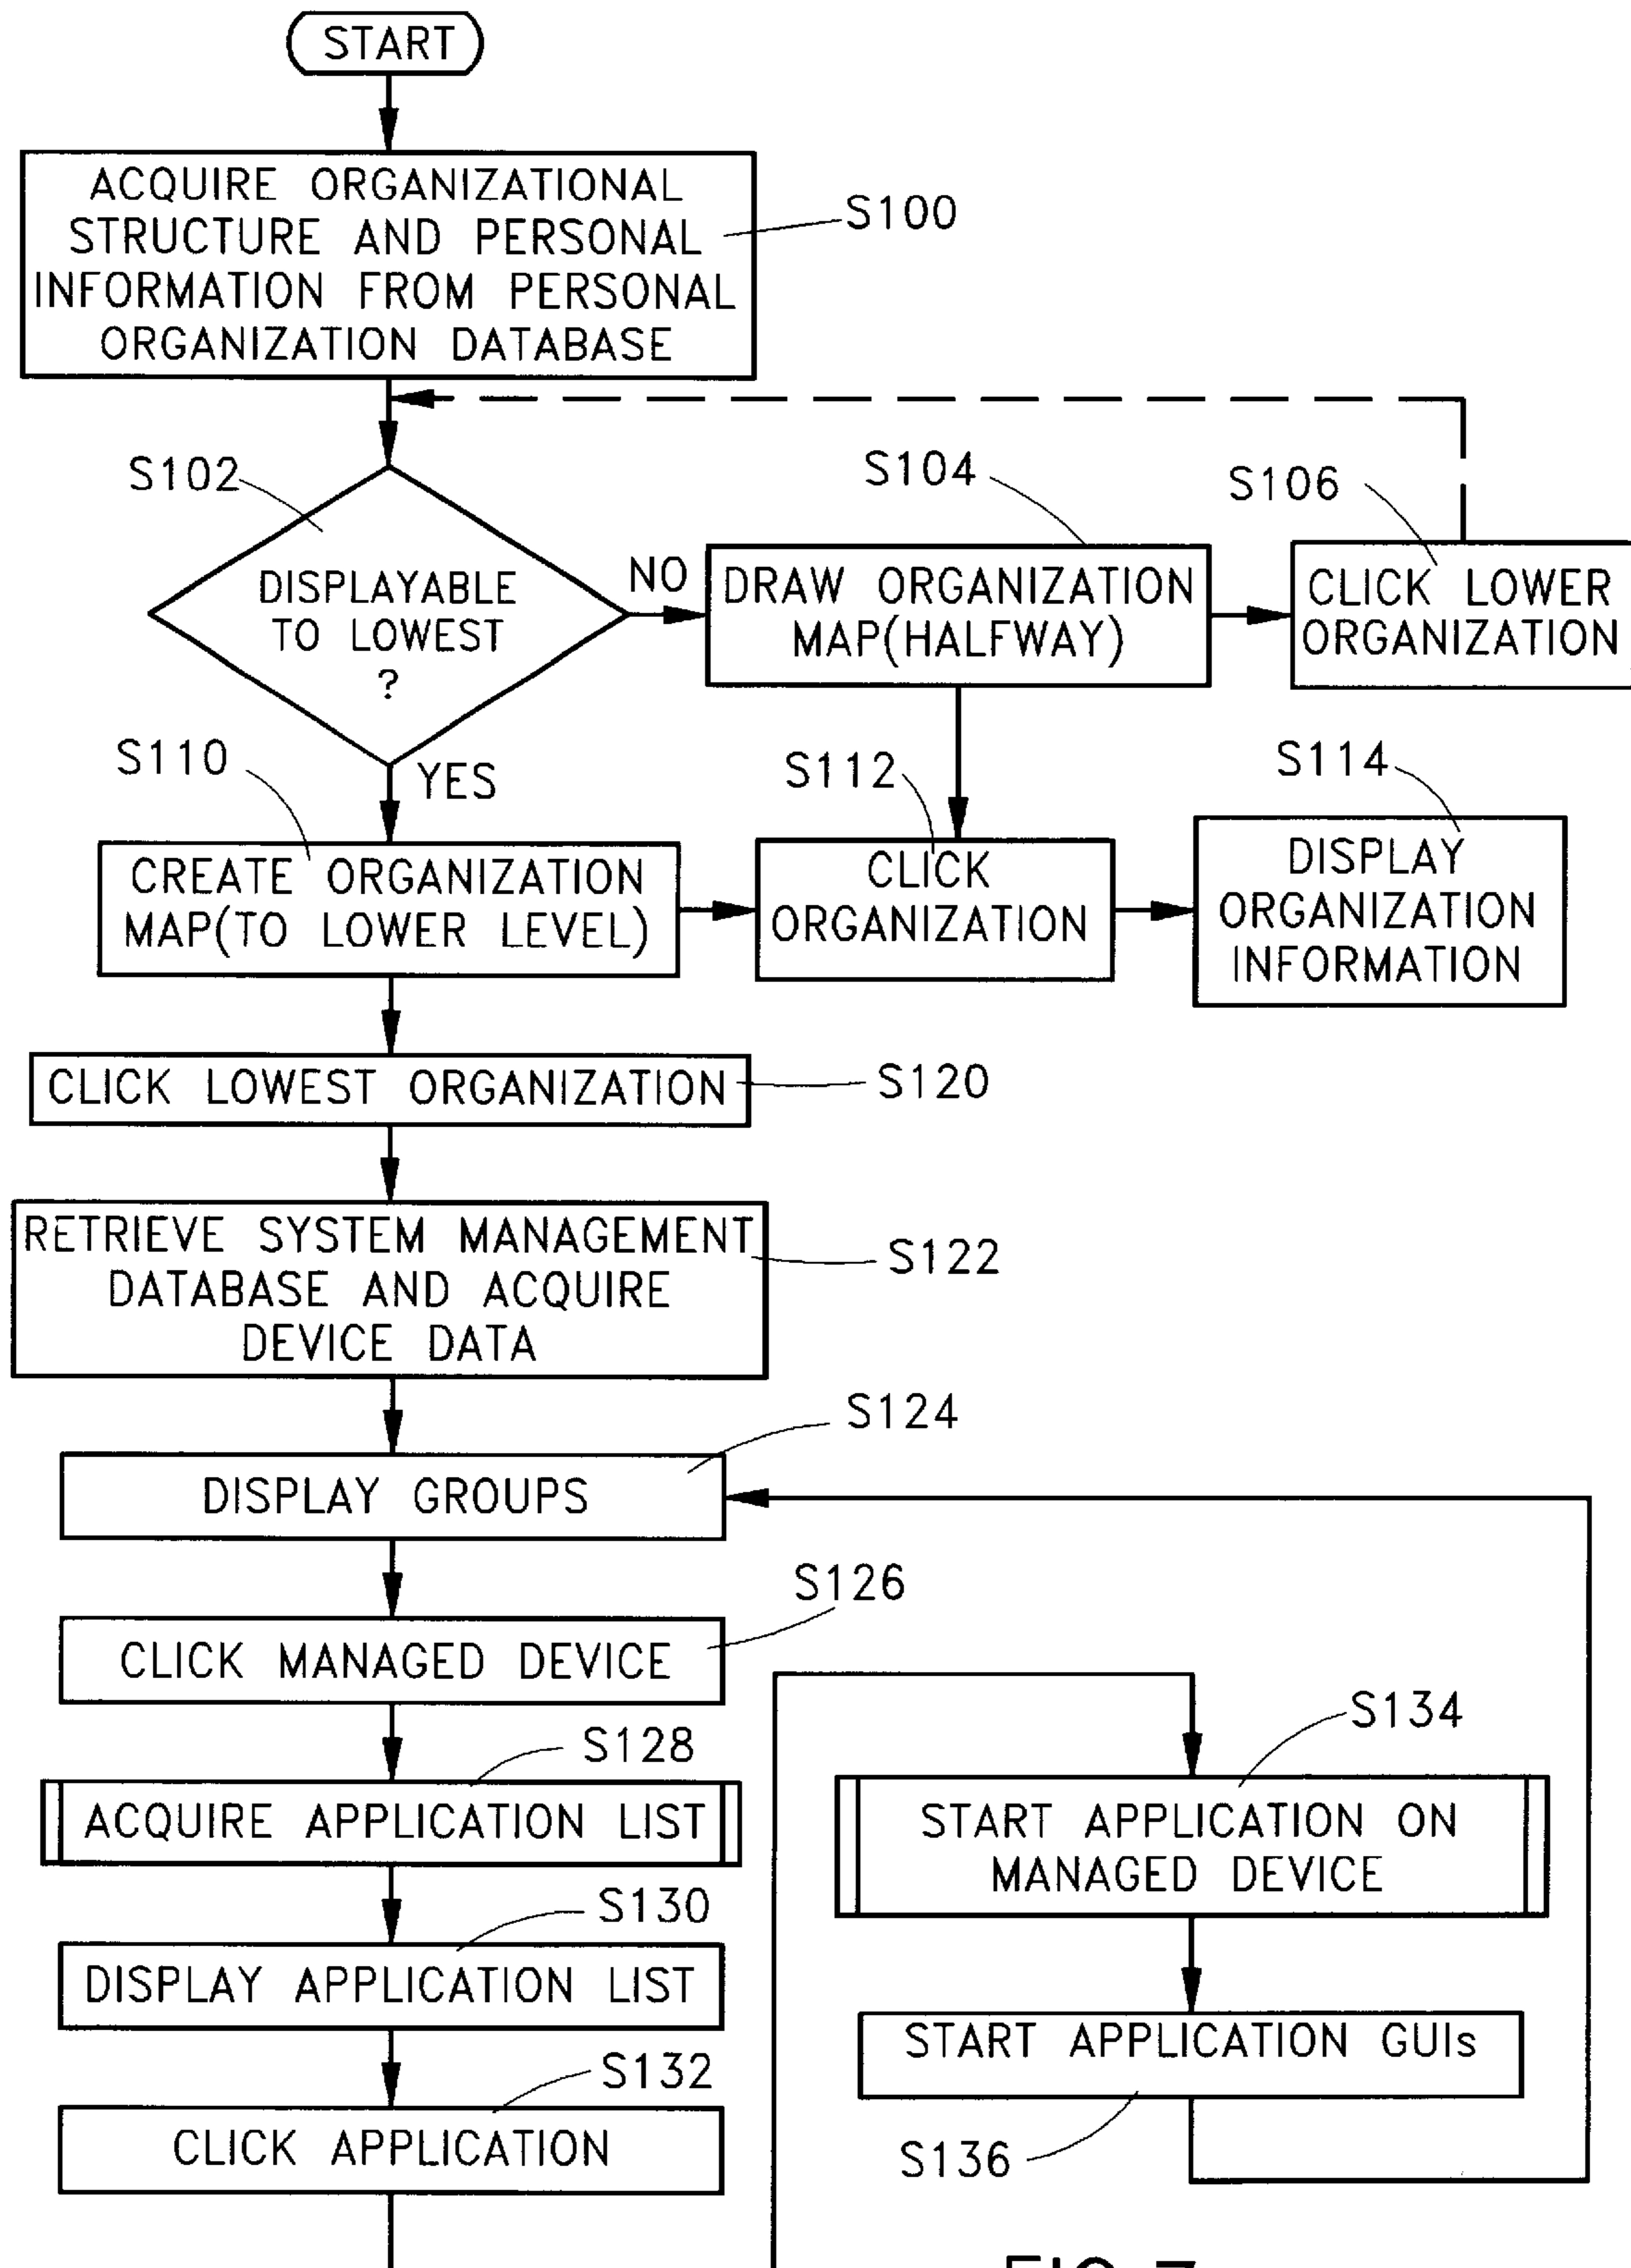 START
ACQUIRE ORGANIZATIONAL
STRUCTURE AND PERSONAL
INFORMATION FROM PERSONAL
ORGANIZATION DATABASE
S100
S102
DISPLAYABLE
TO LOWEST
?
NO
YES
S104
DRAW ORGANIZATION
MAP(HALFWAY)
S106
CLICK LOWER
ORGANIZATION
S110
CREATE ORGANIZATION
MAP(TO LOWER LEVEL)
S112
CLICK
ORGANIZATION
S114
DISPLAY
ORGANIZATION
INFORMATION
CLICK LOWEST ORGANIZATION
S120
RETRIEVE SYSTEM MANAGEMENT
DATABASE AND ACQUIRE
DEVICE DATA
S122
S124
DISPLAY GROUPS
S126
CLICK MANAGED DEVICE
S128
ACQUIRE APPLICATION LIST
S130
DISPLAY APPLICATION LIST
S132
CLICK APPLICATION
S134
START APPLICATION ON
MANAGED DEVICE
START APPLICATION GUIs
S136